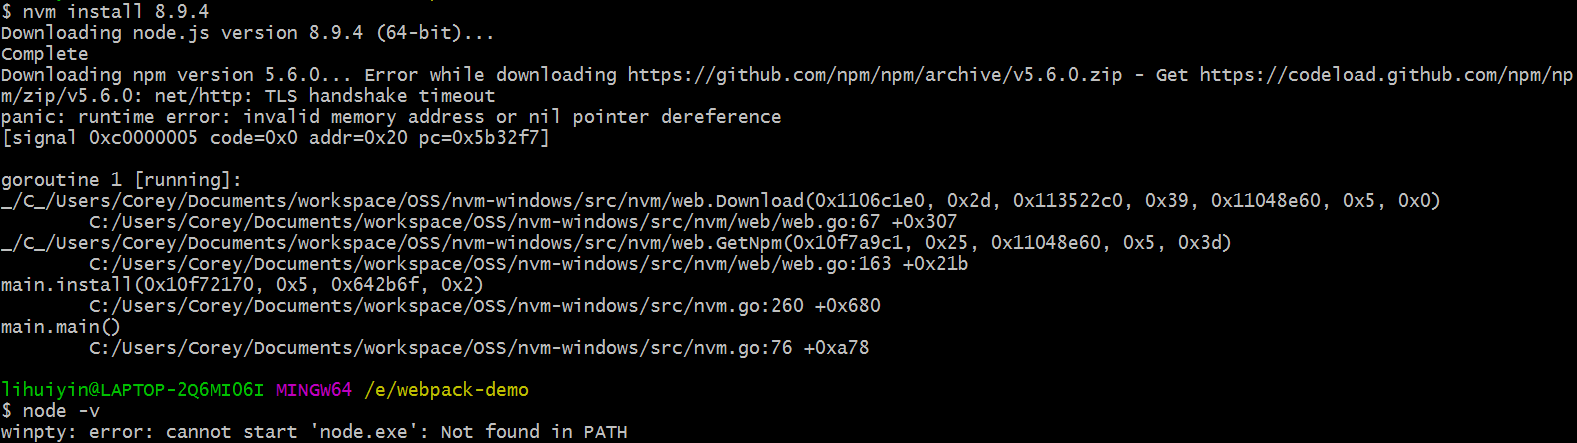 $ nvm install 8.9.4
Downloading node.js version 8.9.4 (64-bit)...
Complete
Downloading npm version 5.6.0... Error while downloading https://github.com/npm/npm/archive/v5.6.0.zip - Get https://codeload.github.com/npm/np
m/zip/v5.6.0: net/http: TLS handshake timeout
panic: runtime error: invalid memory address or nil pointer dereference
[signal 0xc0000005 code=0x0 addr=0x20 pc=0x5b32f7]
goroutine 1 [running]:
_/C_/Users/Corey/Documents/workspace/OSS/nvm-windows/src/nvm/web.Download(0x1106c1e0, 0x2d, 0x113522c0, 0x39, 0x11048e60, 0x5, 0x0)
C:/Users/Corey/Documents/workspace/OSS/nvm-windows/src/nvm/web/web.go:67 +0x307
_/C_/Users/Corey/Documents/workspace/OSS/nvm-windows/src/nvm/web.GetNpm(0x10f7a9c1, 0x25, 0x11048e60, 0x5, 0x3d)
C:/Users/Corey/Documents/workspace/OSS/nvm-windows/src/nvm/web/web.go:163 +0x21b
main.install(0x10f72170, 0x5, 0x642b6f, 0x2)
C:/Users/Corey/Documents/workspace/OSS/nvm-windows/src/nvm.go:260 +0x680
main.main()
C:/Users/Corey/Documents/workspace/OSS/nvm-windows/src/nvm.go:76 +0xa78
lihuiyin@LAPTOP-2Q6MI06I MINGW64 /e/webpack-demo
$ node -v
winpty: error: cannot start 'node.exe': Not found in PATH